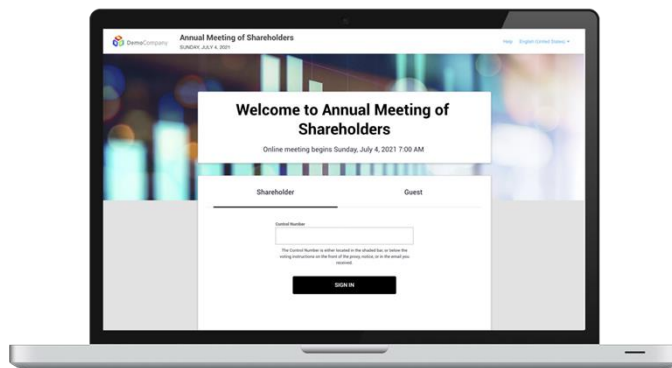 DemoCompany
Annual Meeting of Shareholders
SUNDAY, JULY 4, 2021
Help English (United States)
Welcome to Annual Meeting of
Shareholders
Online meeting begins Sunday, July 4, 2021 7:00 AM
Shareholder Guest
Control Number
The Control Number is either located in the shaded bar, or below the
voting instructions on the front of the proxy notice, or in the email you
received.
SIGN IN